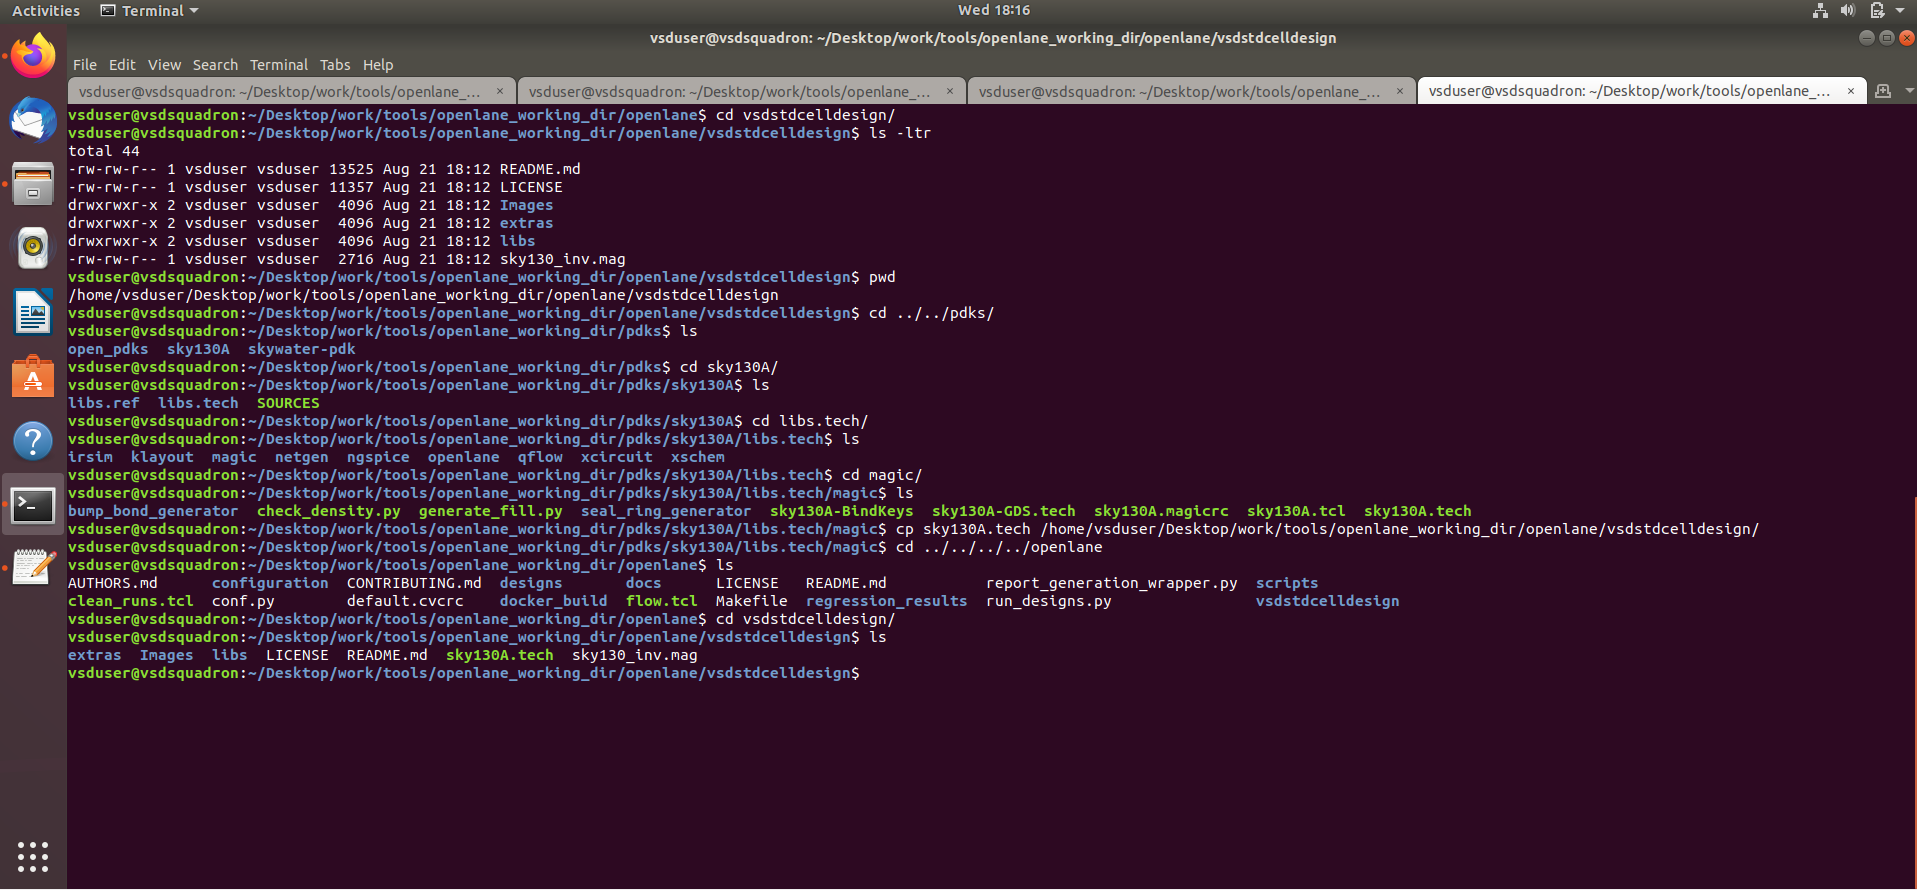 Activities Terminal Wed 18:16
vsduser@vsdsquadron: ~/Desktop/work/tools/openlane_working_dir/openlane/vsdstdcelldesign
File Edit View Search Terminal Tabs Help
vsduser@vsdsquadron: ~/Desktop/work/tools/openlane_... × vsduser@vsdsquadron: ~/Desktop/work/tools/openlane_... × vsduser@vsdsquadron: ~/Desktop/work/tools/openlane_... × vsduser@vsdsquadron: ~/Desktop/work/tools/openlane_... ×
vsduser@vsdsquadron:~/Desktop/work/tools/openlane_working_dir/openlane$ cd vsdstdcelldesign/
vsduser@vsdsquadron:~/Desktop/work/tools/openlane_working_dir/openlane/vsdstdcelldesign$ ls -ltr
total 44
-rw-rw-r-- 1 vsduser vsduser 13525 Aug 21 18:12 README.md
-rw-rw-r-- 1 vsduser vsduser 11357 Aug 21 18:12 LICENSE
drwxrwxr-x 2 vsduser vsduser  4096 Aug 21 18:12 Images
drwxrwxr-x 2 vsduser vsduser  4096 Aug 21 18:12 extras
drwxrwxr-x 2 vsduser vsduser  4096 Aug 21 18:12 libs
-rw-rw-r-- 1 vsduser vsduser  2716 Aug 21 18:12 sky130_inv.mag
vsduser@vsdsquadron:~/Desktop/work/tools/openlane_working_dir/openlane/vsdstdcelldesign$ pwd
/home/vsduser/Desktop/work/tools/openlane_working_dir/openlane/vsdstdcelldesign
vsduser@vsdsquadron:~/Desktop/work/tools/openlane_working_dir/openlane/vsdstdcelldesign$ cd ../../pdks/
vsduser@vsdsquadron:~/Desktop/work/tools/openlane_working_dir/pdks$ ls
open_pdks  sky130A  skywater-pdk
vsduser@vsdsquadron:~/Desktop/work/tools/openlane_working_dir/pdks$ cd sky130A/
vsduser@vsdsquadron:~/Desktop/work/tools/openlane_working_dir/pdks/sky130A$ ls
libs.ref  libs.tech  SOURCES
vsduser@vsdsquadron:~/Desktop/work/tools/openlane_working_dir/pdks/sky130A$ cd libs.tech/
vsduser@vsdsquadron:~/Desktop/work/tools/openlane_working_dir/pdks/sky130A/libs.tech$ ls
irsim  klayout  magic  netgen  ngspice  openlane  qflow  xcircuit  xschem
vsduser@vsdsquadron:~/Desktop/work/tools/openlane_working_dir/pdks/sky130A/libs.tech$ cd magic/
vsduser@vsdsquadron:~/Desktop/work/tools/openlane_working_dir/pdks/sky130A/libs.tech/magic$ ls
bump_bond_generator  check_density.py  generate_fill.py  seal_ring_generator  sky130A-BindKeys  sky130A-GDS.tech  sky130A.magicrc  sky130A.tcl  sky130A.tech
vsduser@vsdsquadron:~/Desktop/work/tools/openlane_working_dir/pdks/sky130A/libs.tech/magic$ cp sky130A.tech /home/vsduser/Desktop/work/tools/openlane_working_dir/openlane/vsdstdcelldesign/
vsduser@vsdsquadron:~/Desktop/work/tools/openlane_working_dir/pdks/sky130A/libs.tech/magic$ cd ../../../../openlane
vsduser@vsdsquadron:~/Desktop/work/tools/openlane_working_dir/openlane$ ls
AUTHORS.md  configuration  CONTRIBUTING.md  designs  docs  LICENSE  README.md  report_generation_wrapper.py  scripts
clean_runs.tcl  conf.py  default.cvcrc  docker_build  flow.tcl  Makefile  regression_results  run_designs.py  vsdstdcelldesign
vsduser@vsdsquadron:~/Desktop/work/tools/openlane_working_dir/openlane$ cd vsdstdcelldesign/
vsduser@vsdsquadron:~/Desktop/work/tools/openlane_working_dir/openlane/vsdstdcelldesign$ ls
extras  Images  libs  LICENSE  README.md  sky130A.tech  sky130_inv.mag
vsduser@vsdsquadron:~/Desktop/work/tools/openlane_working_dir/openlane/vsdstdcelldesign$